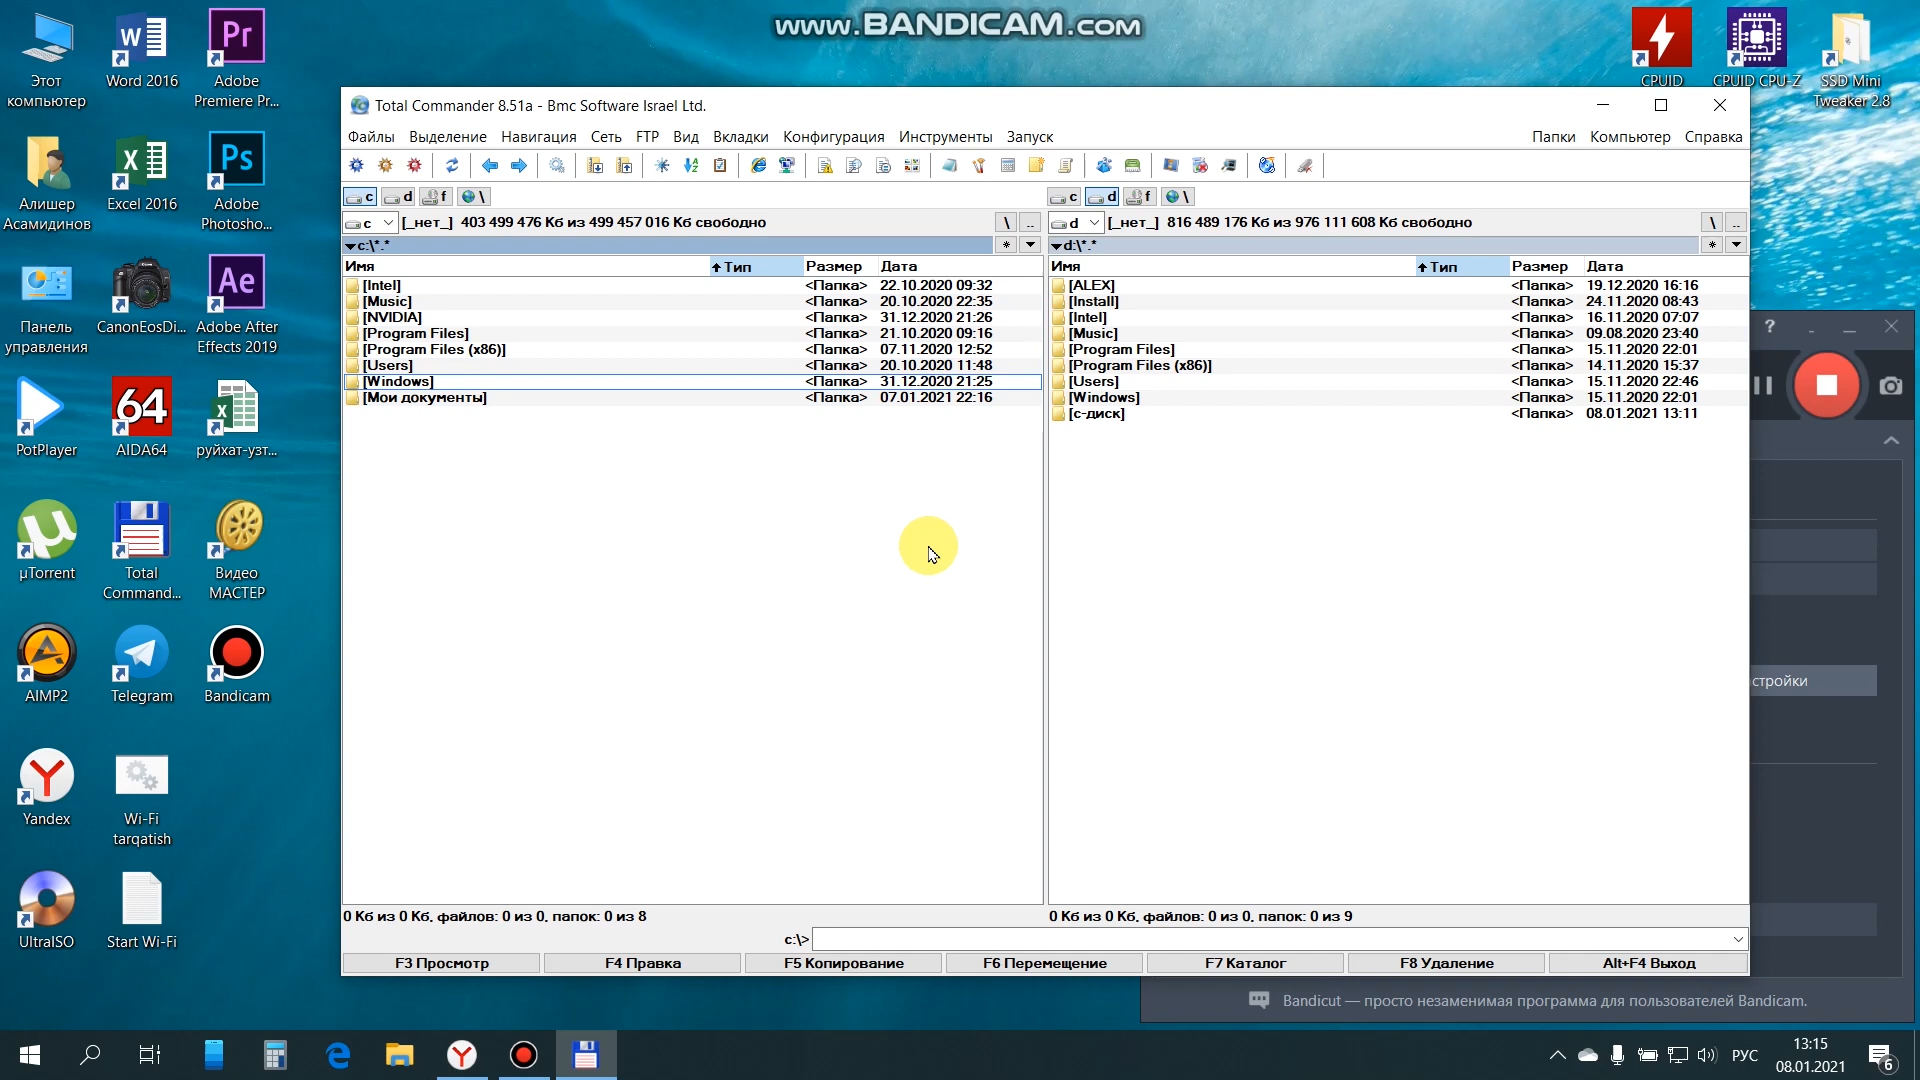 www.BANDICAM.com
Этот
компьютер
Word 2016
Adobe
Premiere Pr...
CPUID
CPUID CPU-Z
SSD Mini
Tweaker 2.8
Алишер
Асамидинов
Excel 2016
Adobe
Photosho...
Панель
управления
CanonEosDi...
Adobe After
Effects 2019
PotPlayer
64
AIDA64
руйхат-узт...
µTorrent
Total
Command...
Видео
МАСТЕР
AIMP2
Telegram
Bandicam
Yandex
Wi-Fi
tarqatish
UltraISO
Start Wi-Fi
Total Commander 8.51a - Bmc Software Israel Ltd.
Файлы Выделение Навигация Сеть FTP Вид Вкладки Конфигурация Инструменты Запуск Папки Компьютер Справка
c d f \
c d f \
c [_нет_] 403 499 476 Кб из 499 457 016 Кб свободно \ ..
d [_нет_] 816 489 176 Кб из 976 111 608 Кб свободно \ ..
c:\*.* *
d:\*.* *
Имя Тип Размер Дата
[Intel] <Папка> 22.10.2020 09:32
[Music] <Папка> 20.10.2020 22:35
[NVIDIA] <Папка> 31.12.2020 21:26
[Program Files] <Папка> 21.10.2020 09:16
[Program Files (x86)] <Папка> 07.11.2020 12:52
[Users] <Папка> 20.10.2020 11:48
[Windows] <Папка> 31.12.2020 21:25
[Мои документы] <Папка> 07.01.2021 22:16
Имя Тип Размер Дата
[ALEX] <Папка> 19.12.2020 16:16
[Install] <Папка> 24.11.2020 08:43
[Intel] <Папка> 16.11.2020 07:07
[Music] <Папка> 09.08.2020 23:40
[Program Files] <Папка> 15.11.2020 22:01
[Program Files (x86)] <Папка> 14.11.2020 15:37
[Users] <Папка> 15.11.2020 22:46
[Windows] <Папка> 15.11.2020 22:01
[с-диск] <Папка> 08.01.2021 13:11
0 Кб из 0 Кб, файлов: 0 из 0, папок: 0 из 8
0 Кб из 0 Кб, файлов: 0 из 0, папок: 0 из 9
c:\>
F3 Просмотр F4 Правка F5 Копирование F6 Перемещение F7 Каталог F8 Удаление Alt+F4 Выход
стройки
Bandicut — просто незаменимая программа для пользователей Bandicam.
РУС
13:15
08.01.2021
6